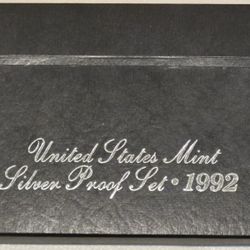 United States Mint
Silver Proof Set • 1992